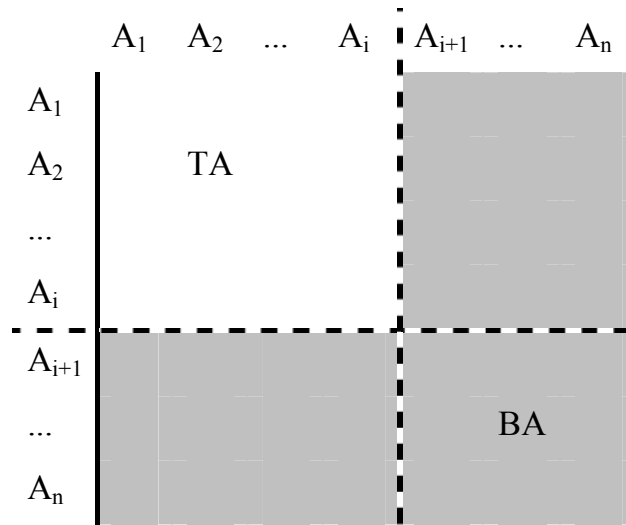 A₁ A₂ ... Aᵢ Aᵢ₊₁ ... Aₙ
A₁
A₂ TA
...
Aᵢ
Aᵢ₊₁
... BA
Aₙ